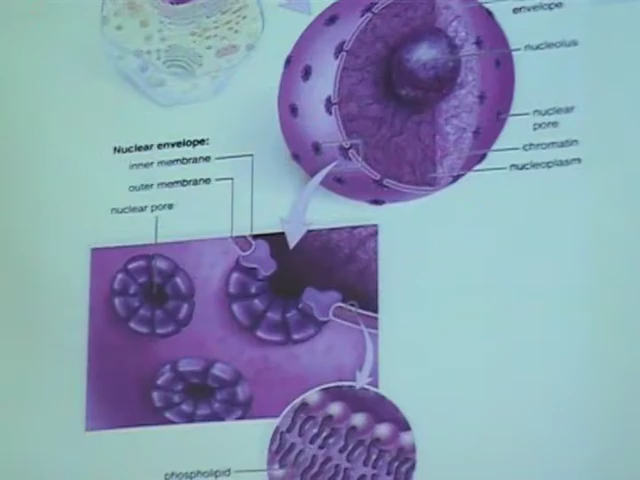 envelope
nucleolus
nuclear
pore
chromatin
nucleoplasm
Nuclear envelope:
inner membrane
outer membrane
nuclear pore
phospholipid